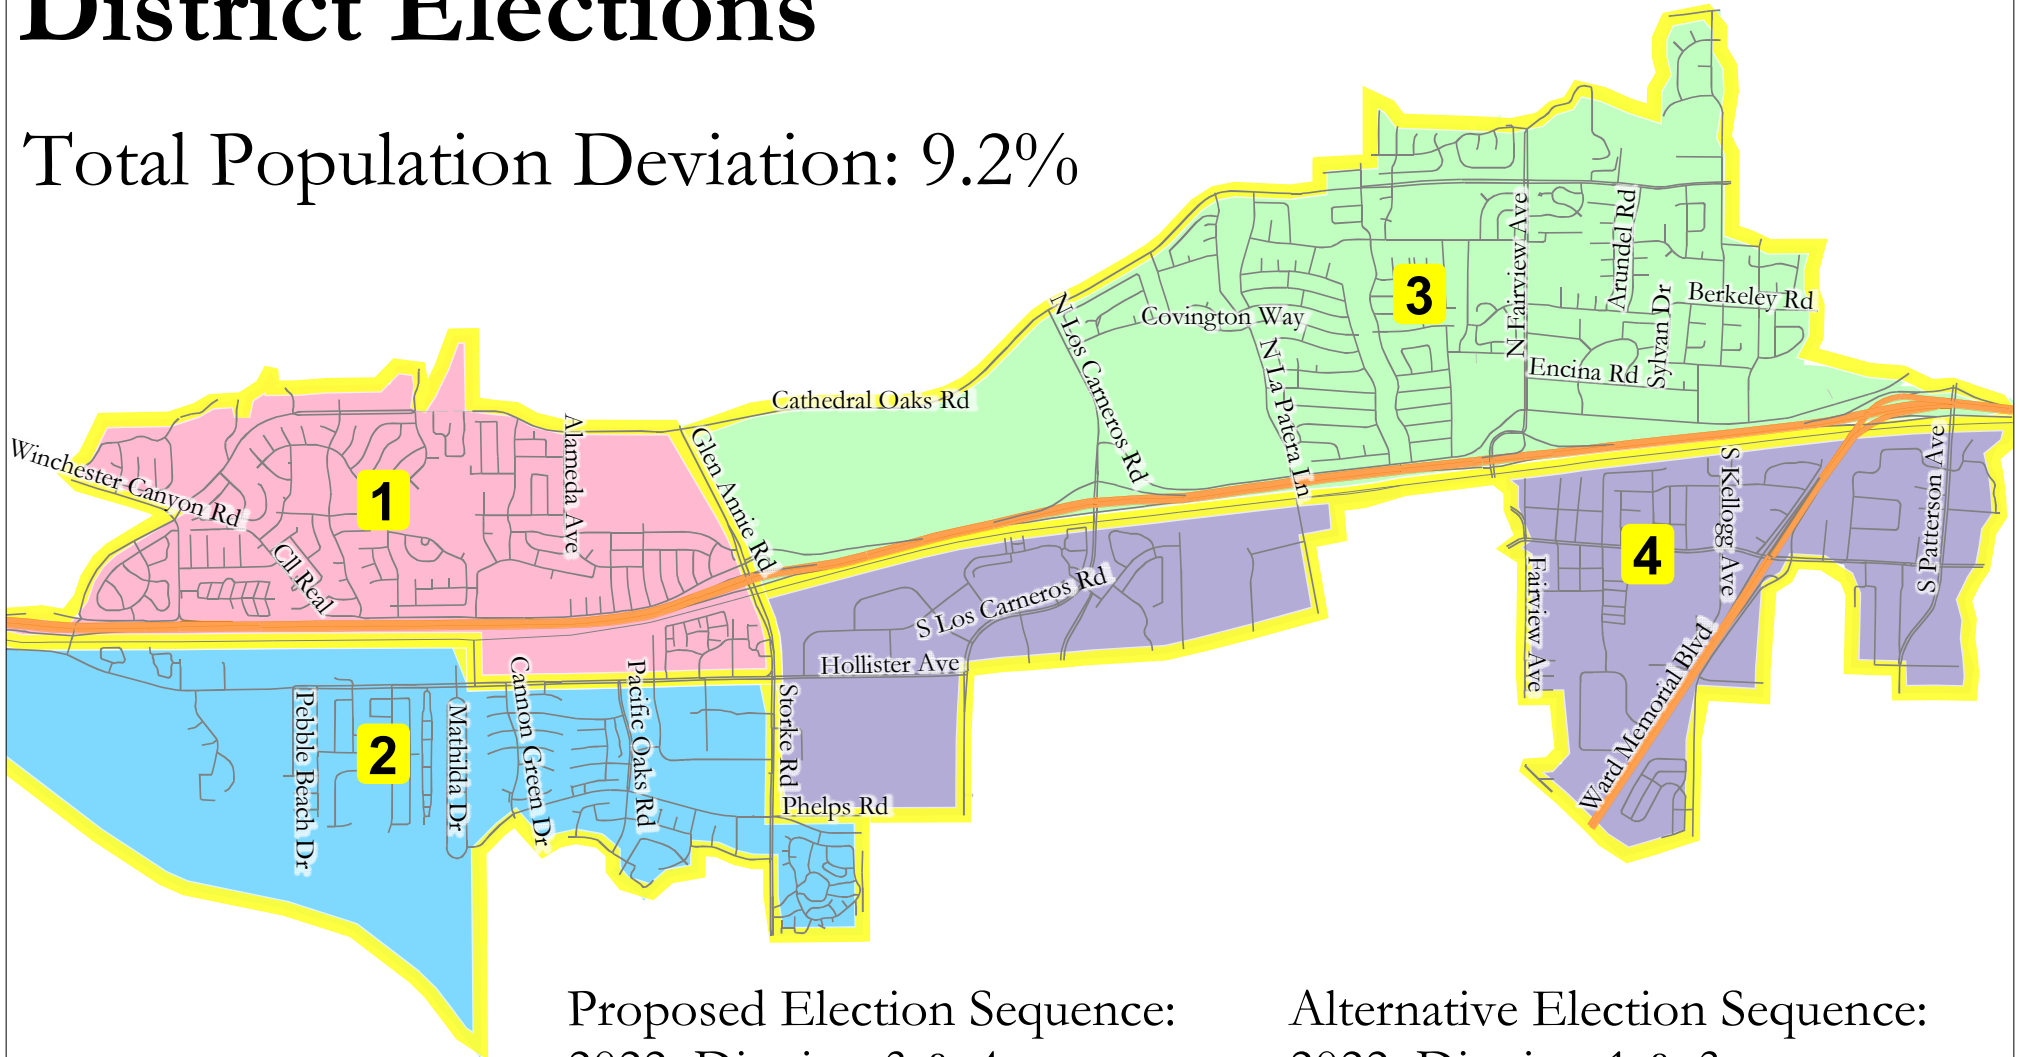 District Elections
Total Population Deviation: 9.2%
N Fairview Ave
Arundel Rd
3
Berkeley Rd
N Los Carneros Rd
Covington Way
Sylvan Dr
N La Patera Ln
Encina Rd
Cathedral Oaks Rd
Alameda Ave
Glen Annie Rd
Winchester Canyon Rd
1
S Kellogg Ave
S Patterson Ave
4
Cll Real
Fairview Ave
S Los Carneros Rd
Hollister Ave
Ward Memorial Blvd
Cannon Green Dr
Pacific Oaks Rd
Storke Rd
Pebble Beach Dr
2
Mathilda Dr
Phelps Rd
Proposed Election Sequence:
Alternative Election Sequence: